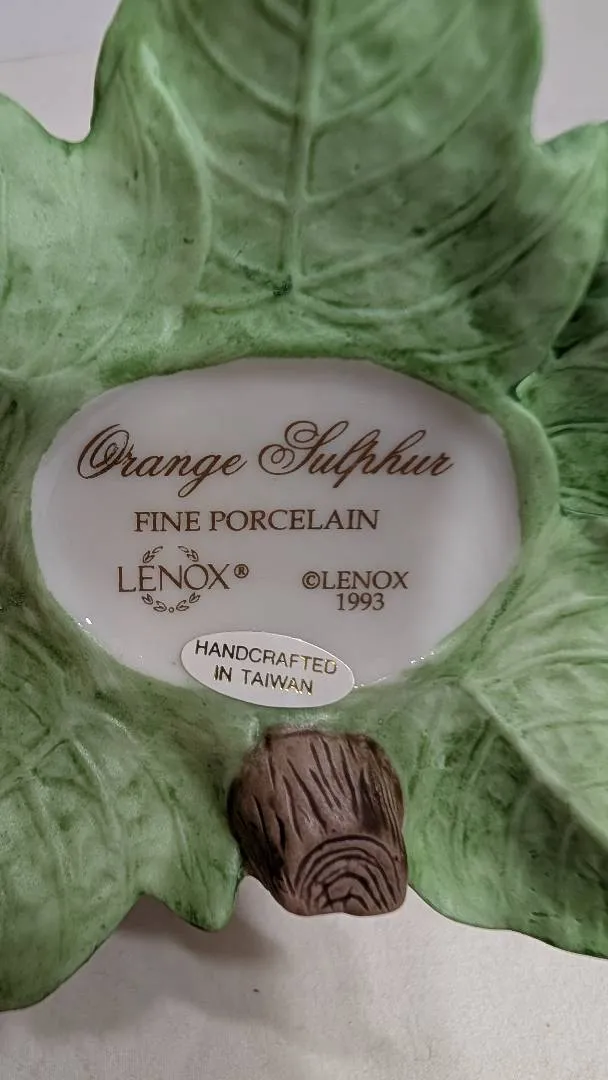 Orange Sulphur
FINE PORCELAIN
LENOX®
©LENOX
1993
HANDCRAFTED
IN TAIWAN